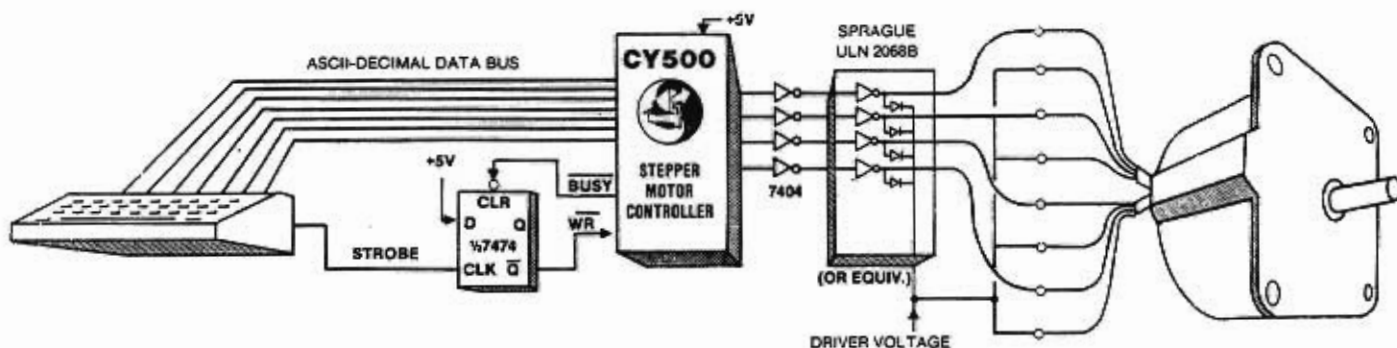 +5V
SPRAGUE
ULN 2068B
CY500
ASCII-DECIMAL DATA BUS
+5V
BUSY
STEPPER
MOTOR
CONTROLLER
7404
CLR
D Q
½7474
CLK Q
WR
STROBE
(OR EQUIV.)
DRIVER VOLTAGE